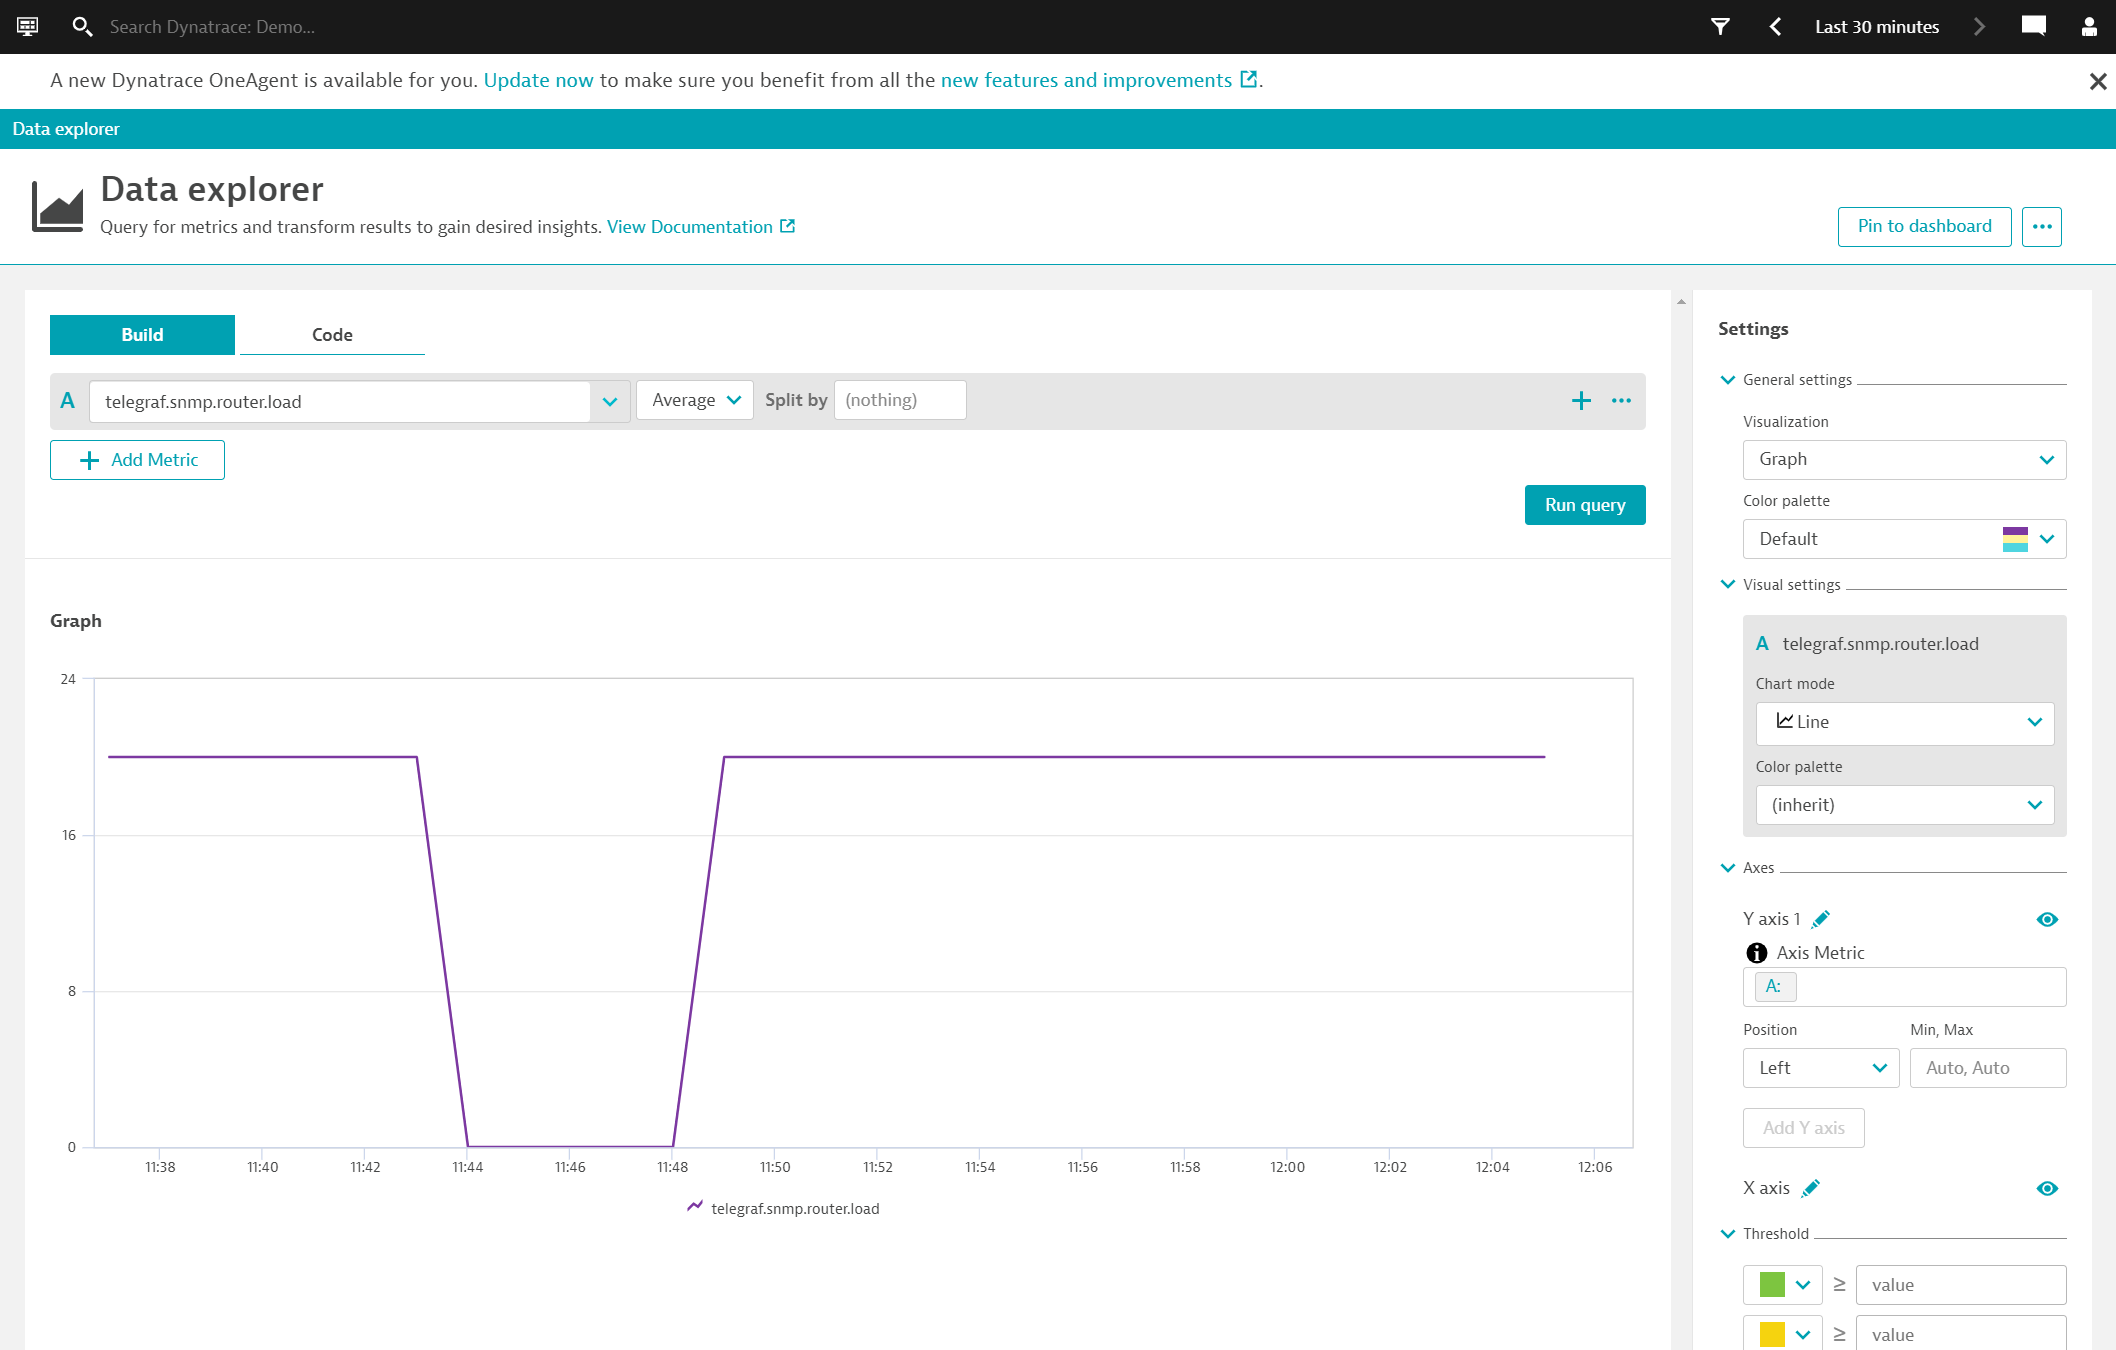 Search Dynatrace: Demo...
Last 30 minutes
A new Dynatrace OneAgent is available for you. Update now to make sure you benefit from all the new features and improvements.
Data explorer
Data explorer
Query for metrics and transform results to gain desired insights. View Documentation
Pin to dashboard
...
Build
Code
A
telegraf.snmp.router.load
Average
Split by
(nothing)
+
...
+ Add Metric
Run query
Graph
24
16
8
0
11:38
11:40
11:42
11:44
11:46
11:48
11:50
11:52
11:54
11:56
11:58
12:00
12:02
12:04
12:06
telegraf.snmp.router.load
Settings
General settings
Visualization
Graph
Color palette
Default
Visual settings
A telegraf.snmp.router.load
Chart mode
Line
Color palette
(inherit)
Axes
Y axis 1
Axis Metric
A:
Position
Min, Max
Left
Auto, Auto
Add Y axis
X axis
Threshold
≥ value
≥ value